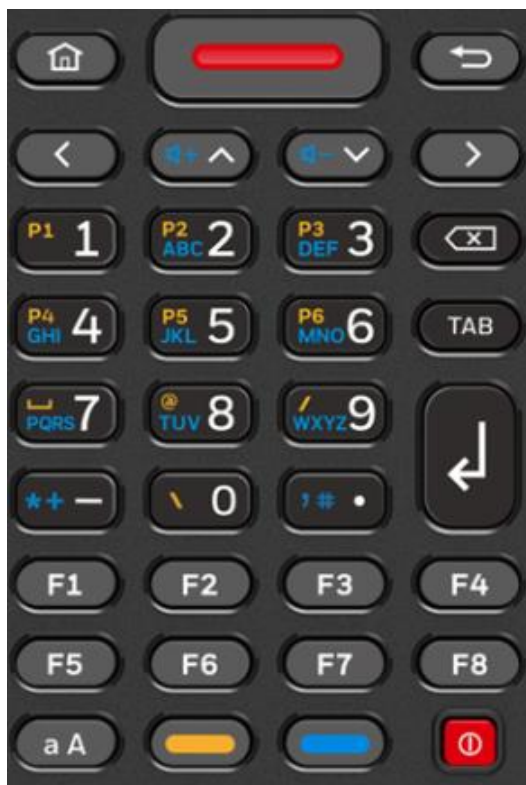 + -
P1 1 P2 ABC 2 P3 DEF 3
P4 GHI 4 P5 JKL 5 P6 MNO 6 TAB
PQRS 7 @ TUV 8 / WXYZ 9
*+ - \ 0 , # .
F1 F2 F3 F4
F5 F6 F7 F8
a A